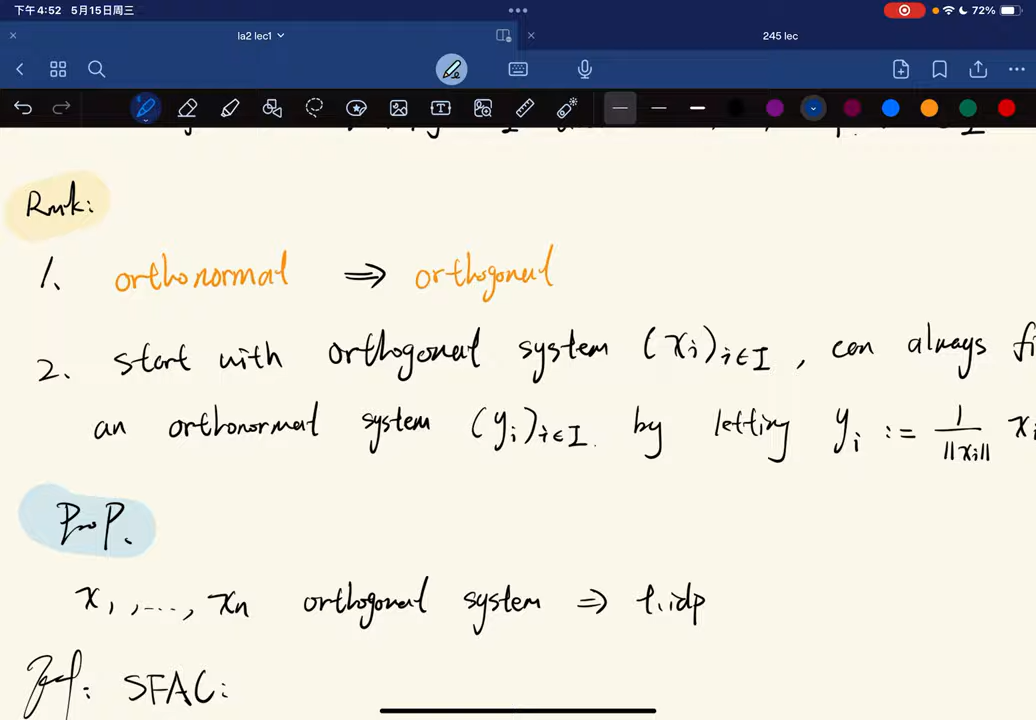 下午4:52 5月15日周三
72%
la2 lec1
245 lec
Rmk:
1. orthonormal ⟹ orthogonal
2. start with orthogonal system (xi)i∈I, can always fi
an orthonormal system (yi)i∈I. by letting yi := 1/||xi|| xi
Prop.
x1, ..., xn orthogonal system ⇒ l.idp
Proof: SFAC: